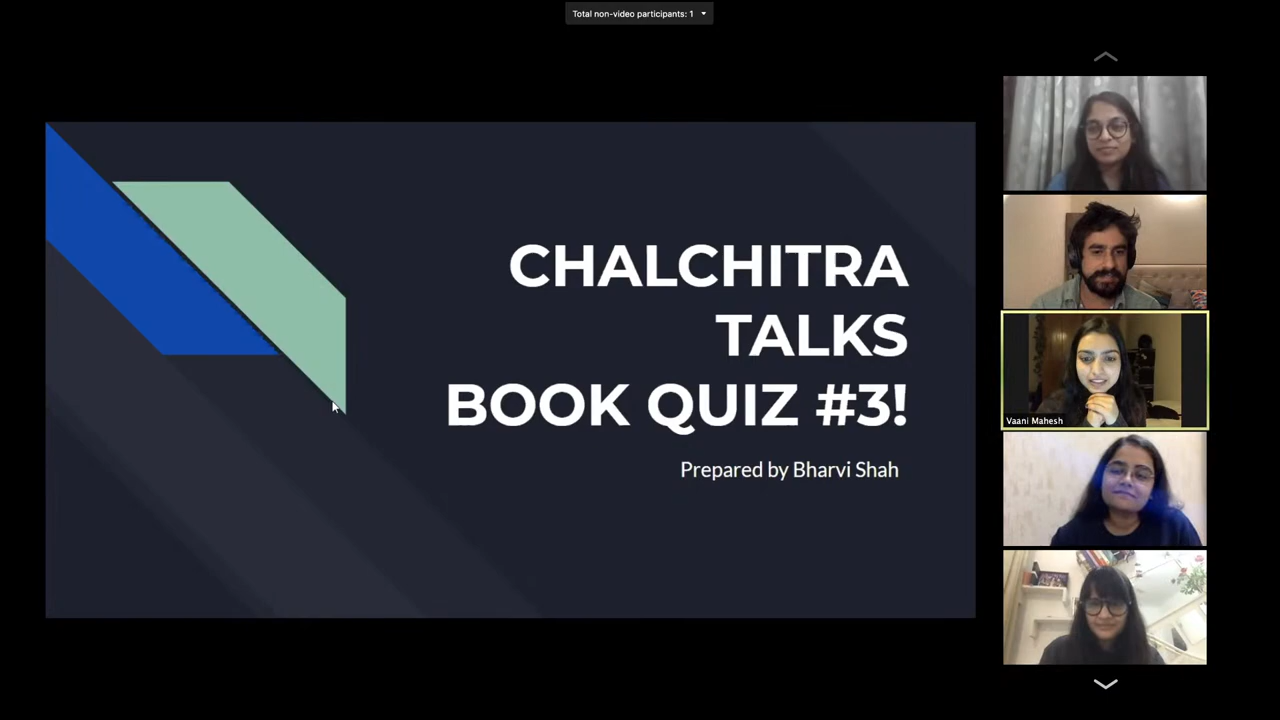 Total non-video participants: 1
CHALCHITRA
TALKS
BOOK QUIZ #3!
Prepared by Bharvi Shah
Vaani Mahesh